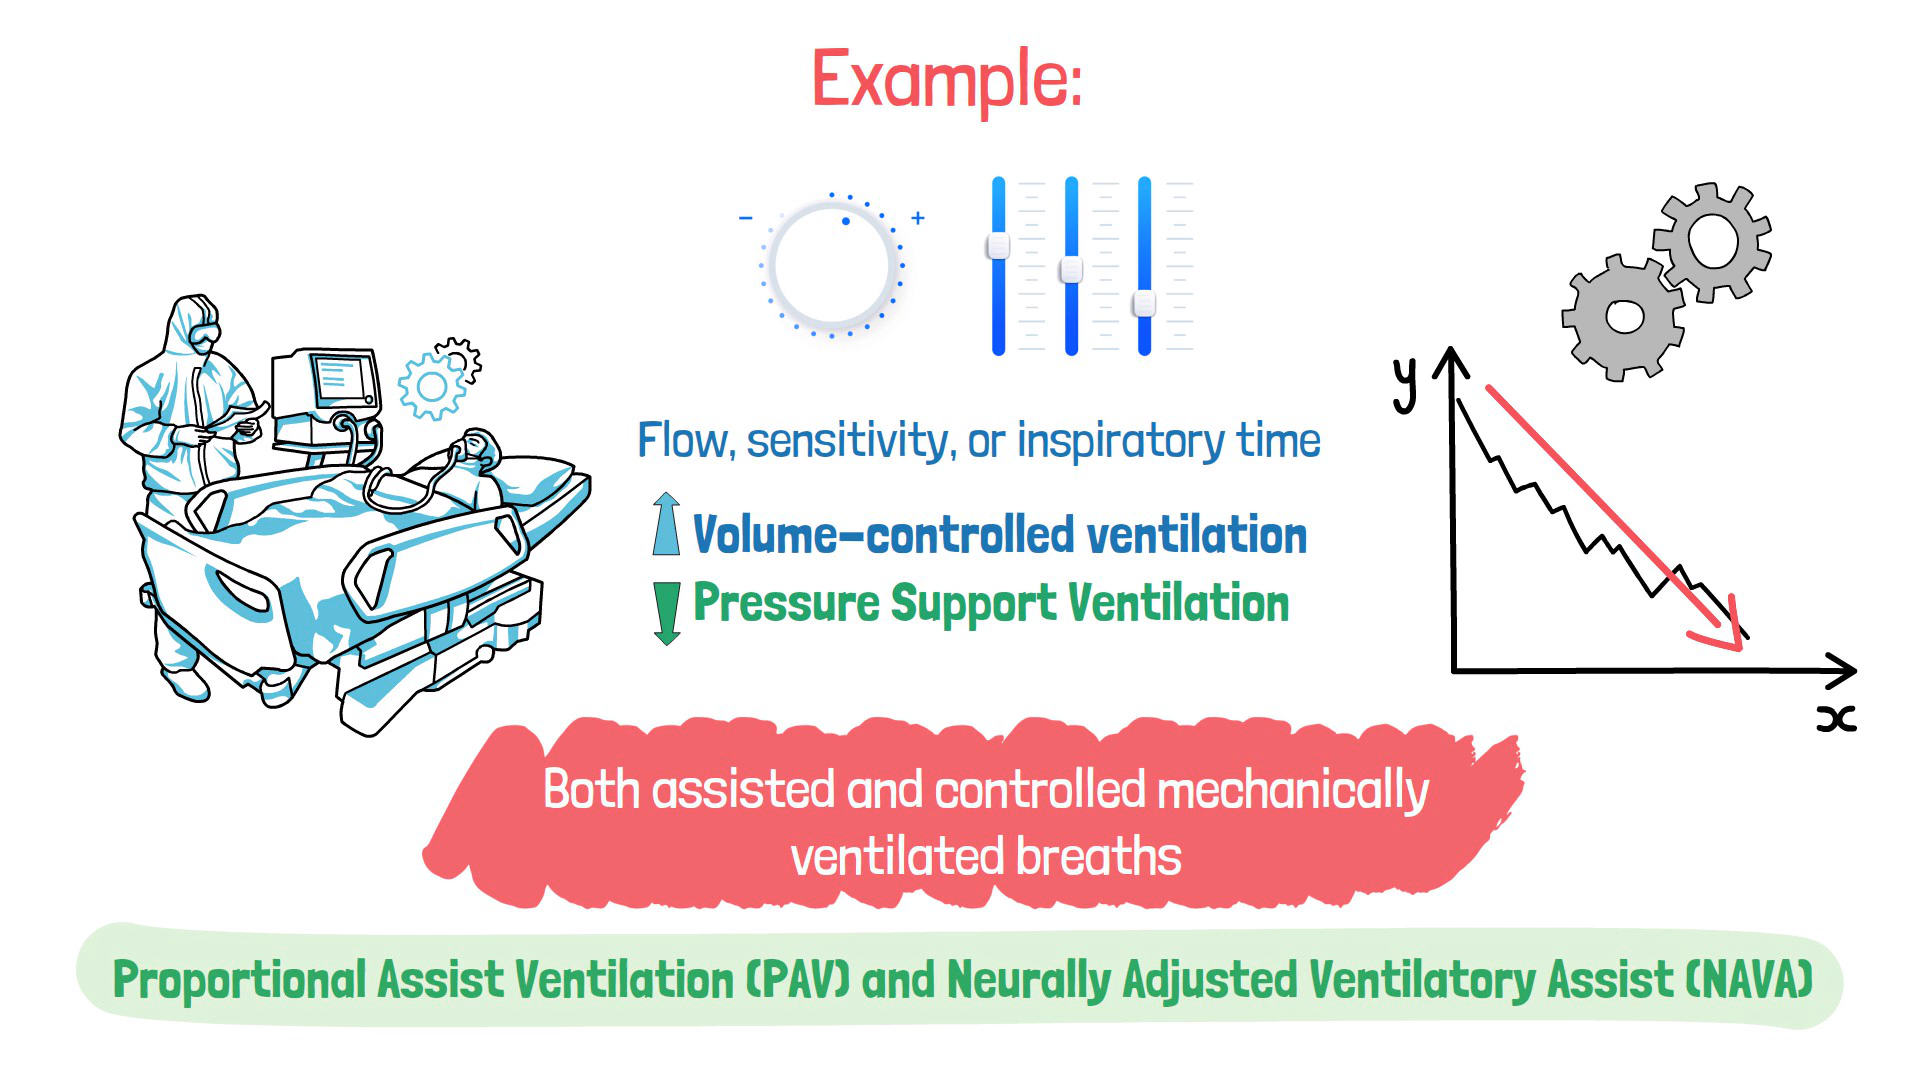 Example:
− +
Flow, sensitivity, or inspiratory time
Volume-controlled ventilation
Pressure Support Ventilation
y
x
Both assisted and controlled mechanically
ventilated breaths
Proportional Assist Ventilation (PAV) and Neurally Adjusted Ventilatory Assist (NAVA)